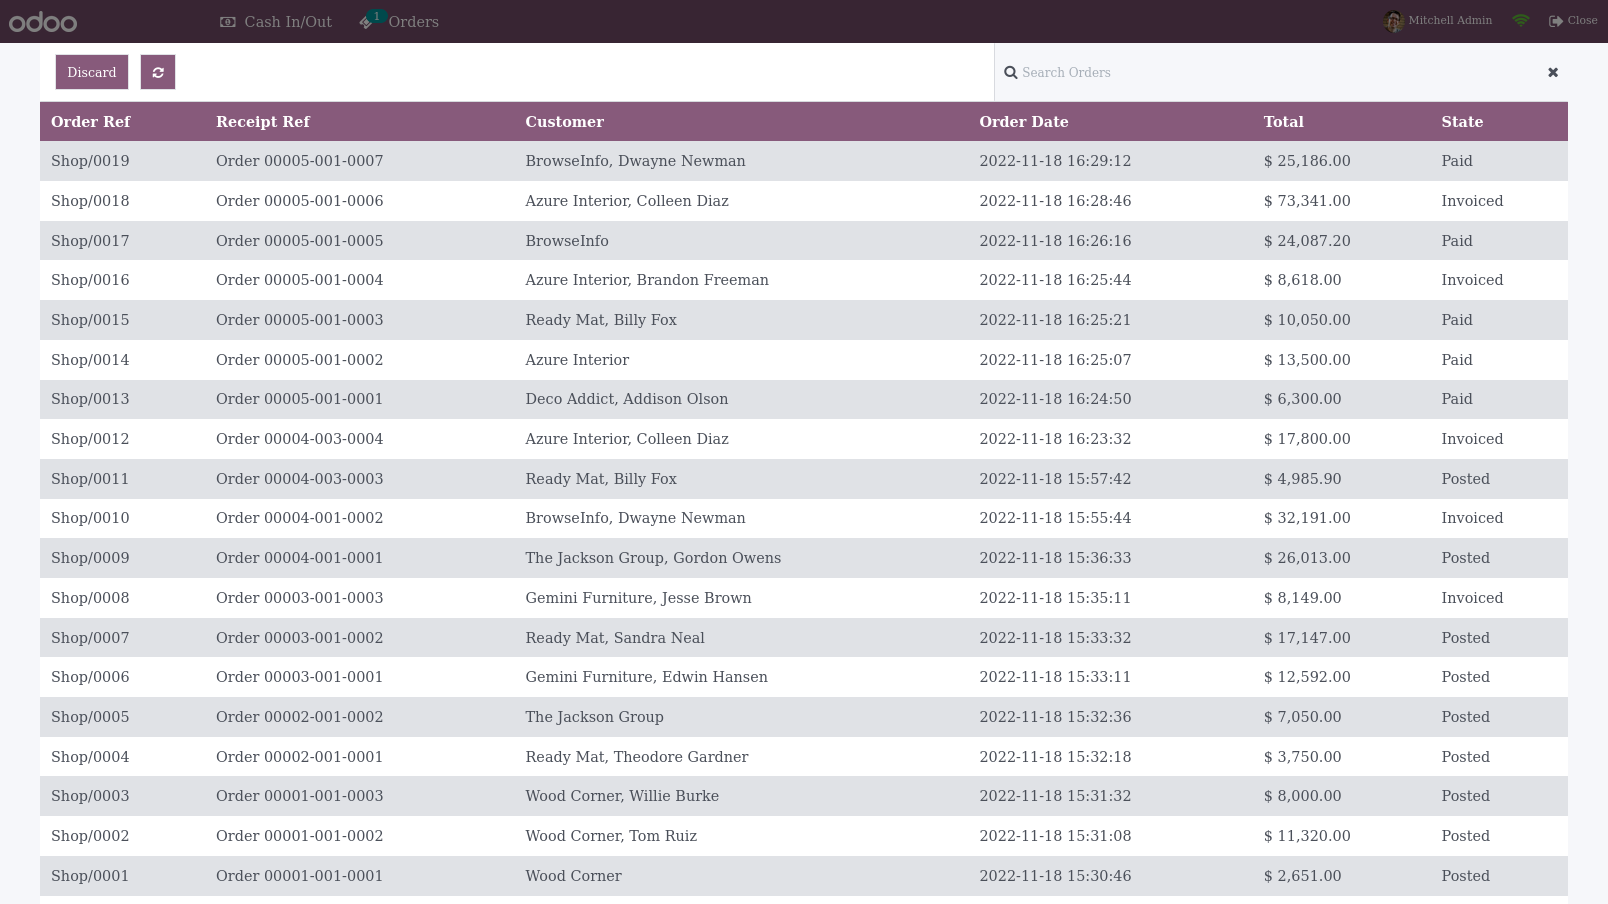 odoo Cash In/Out 1 Orders Mitchell Admin Close
Discard Search Orders
Order Ref Receipt Ref Customer Order Date Total State
Shop/0019 Order 00005-001-0007 BrowseInfo, Dwayne Newman 2022-11-18 16:29:12 $ 25,186.00 Paid
Shop/0018 Order 00005-001-0006 Azure Interior, Colleen Diaz 2022-11-18 16:28:46 $ 73,341.00 Invoiced
Shop/0017 Order 00005-001-0005 BrowseInfo 2022-11-18 16:26:16 $ 24,087.20 Paid
Shop/0016 Order 00005-001-0004 Azure Interior, Brandon Freeman 2022-11-18 16:25:44 $ 8,618.00 Invoiced
Shop/0015 Order 00005-001-0003 Ready Mat, Billy Fox 2022-11-18 16:25:21 $ 10,050.00 Paid
Shop/0014 Order 00005-001-0002 Azure Interior 2022-11-18 16:25:07 $ 13,500.00 Paid
Shop/0013 Order 00005-001-0001 Deco Addict, Addison Olson 2022-11-18 16:24:50 $ 6,300.00 Paid
Shop/0012 Order 00004-003-0004 Azure Interior, Colleen Diaz 2022-11-18 16:23:32 $ 17,800.00 Invoiced
Shop/0011 Order 00004-003-0003 Ready Mat, Billy Fox 2022-11-18 15:57:42 $ 4,985.90 Posted
Shop/0010 Order 00004-001-0002 BrowseInfo, Dwayne Newman 2022-11-18 15:55:44 $ 32,191.00 Invoiced
Shop/0009 Order 00004-001-0001 The Jackson Group, Gordon Owens 2022-11-18 15:36:33 $ 26,013.00 Posted
Shop/0008 Order 00003-001-0003 Gemini Furniture, Jesse Brown 2022-11-18 15:35:11 $ 8,149.00 Invoiced
Shop/0007 Order 00003-001-0002 Ready Mat, Sandra Neal 2022-11-18 15:33:32 $ 17,147.00 Posted
Shop/0006 Order 00003-001-0001 Gemini Furniture, Edwin Hansen 2022-11-18 15:33:11 $ 12,592.00 Posted
Shop/0005 Order 00002-001-0002 The Jackson Group 2022-11-18 15:32:36 $ 7,050.00 Posted
Shop/0004 Order 00002-001-0001 Ready Mat, Theodore Gardner 2022-11-18 15:32:18 $ 3,750.00 Posted
Shop/0003 Order 00001-001-0003 Wood Corner, Willie Burke 2022-11-18 15:31:32 $ 8,000.00 Posted
Shop/0002 Order 00001-001-0002 Wood Corner, Tom Ruiz 2022-11-18 15:31:08 $ 11,320.00 Posted
Shop/0001 Order 00001-001-0001 Wood Corner 2022-11-18 15:30:46 $ 2,651.00 Posted